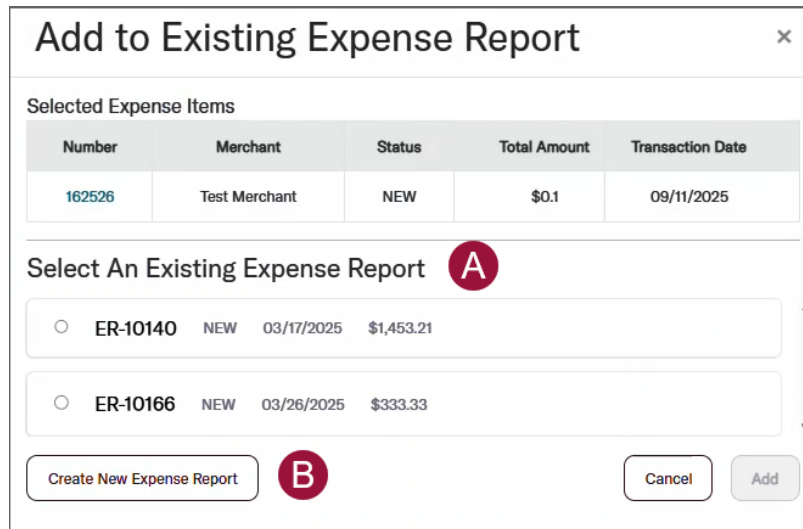 Add to Existing Expense Report ×
Selected Expense Items
Number Merchant Status Total Amount Transaction Date
162526 Test Merchant NEW $0.1 09/11/2025
Select An Existing Expense Report A
ER-10140 NEW 03/17/2025 $1,453.21
ER-10166 NEW 03/26/2025 $333.33
Create New Expense Report B Cancel Add